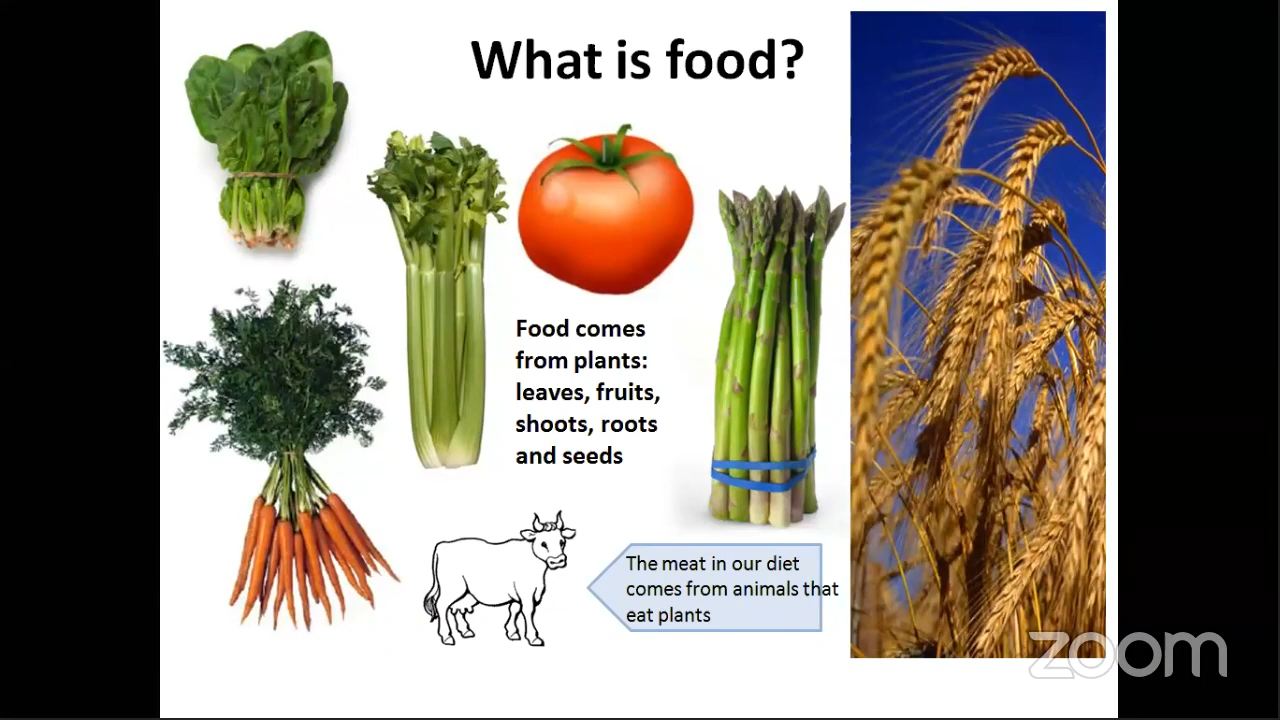 What is food?
Food comes
from plants:
leaves, fruits,
shoots, roots
and seeds
The meat in our diet
comes from animals that
eat plants
zoom